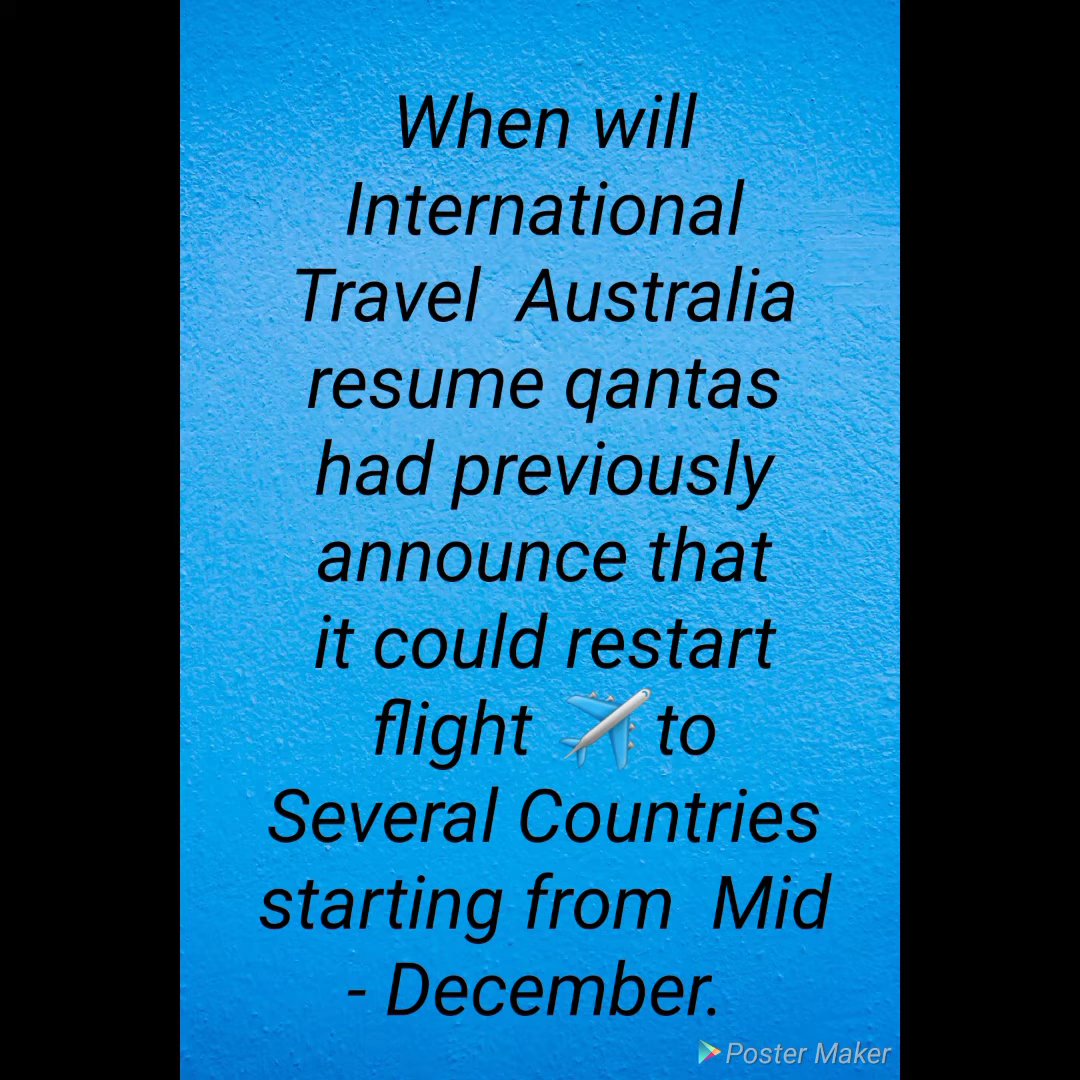 When will
International
Travel  Australia
resume qantas
had previously
announce that
it could restart
flight ✈️ to
Several Countries
starting from  Mid
- December.
Poster Maker